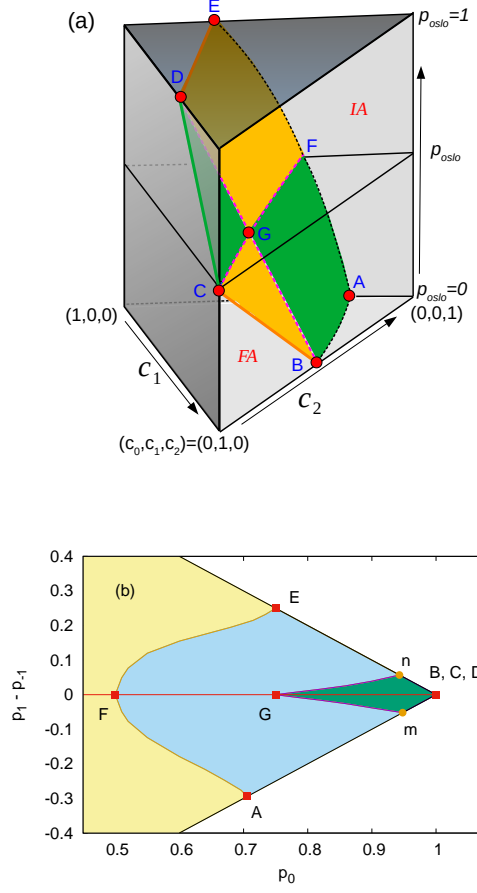 (a)
E
p_oslo=1
D
IA
F
p_oslo
G
C
A
p_oslo=0
(1,0,0)
(0,0,1)
FA
B
c_1
c_2
(c_0,c_1,c_2)=(0,1,0)
0.4
(b)
0.3
E
0.2
0.1
n
B, C, D
0
F
G
-0.1
m
-0.2
-0.3
A
-0.4
p_1 - p_-1
0.5 0.6 0.7 0.8 0.9 1
p_0